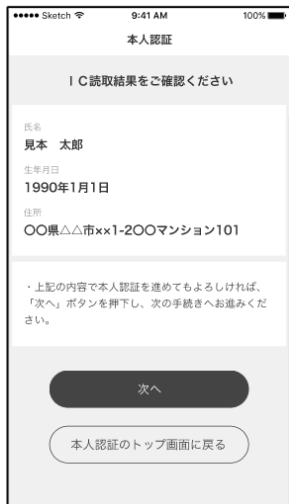 ●●●●● Sketch 9:41 AM 100%
本人認証
IC読取結果をご確認ください
氏名
見本　太郎
生年月日
1990年1月1日
住所
〇〇県△△市××1-2〇〇マンション101
・上記の内容で本人認証を進めてもよろしければ、
「次へ」ボタンを押下し、次の手続きへお進みくだ
さい。
次へ
本人認証のトップ画面に戻る